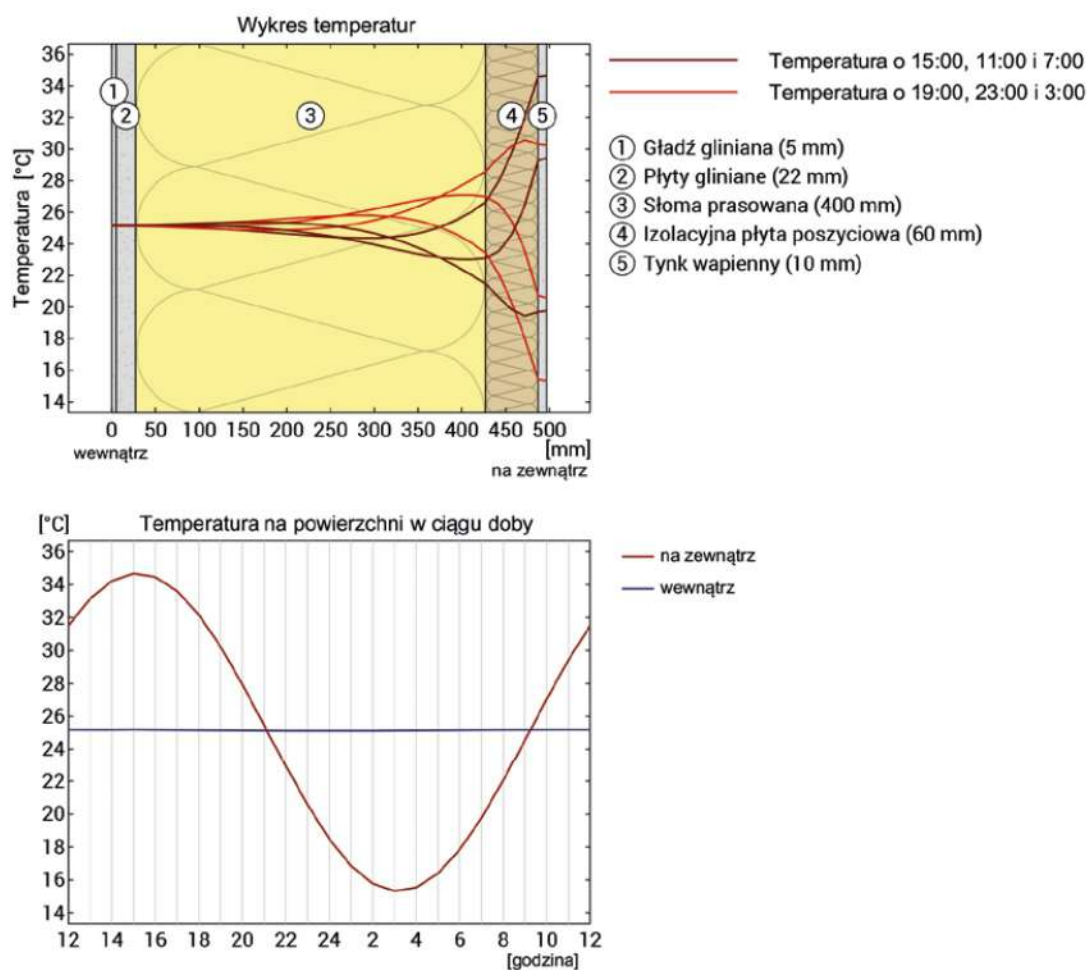 Wykres temperatur
36
34
32
30
28
26
24
22
20
18
16
14
Temperatura [°C]
1
2
3
4
5
0 50 100 150 200 250 300 350 400 450 500
[mm]
wewnątrz
na zewnątrz
Temperatura o 15:00, 11:00 i 7:00
Temperatura o 19:00, 23:00 i 3:00
1 Gładź gliniana (5 mm)
2 Płyty gliniane (22 mm)
3 Słoma prasowana (400 mm)
4 Izolacyjna płyta poszyciowa (60 mm)
5 Tynk wapienny (10 mm)
[°C]
Temperatura na powierzchni w ciągu doby
36
34
32
30
28
26
24
22
20
18
16
14
12 14 16 18 20 22 24 2 4 6 8 10 12
[godzina]
na zewnątrz
wewnątrz